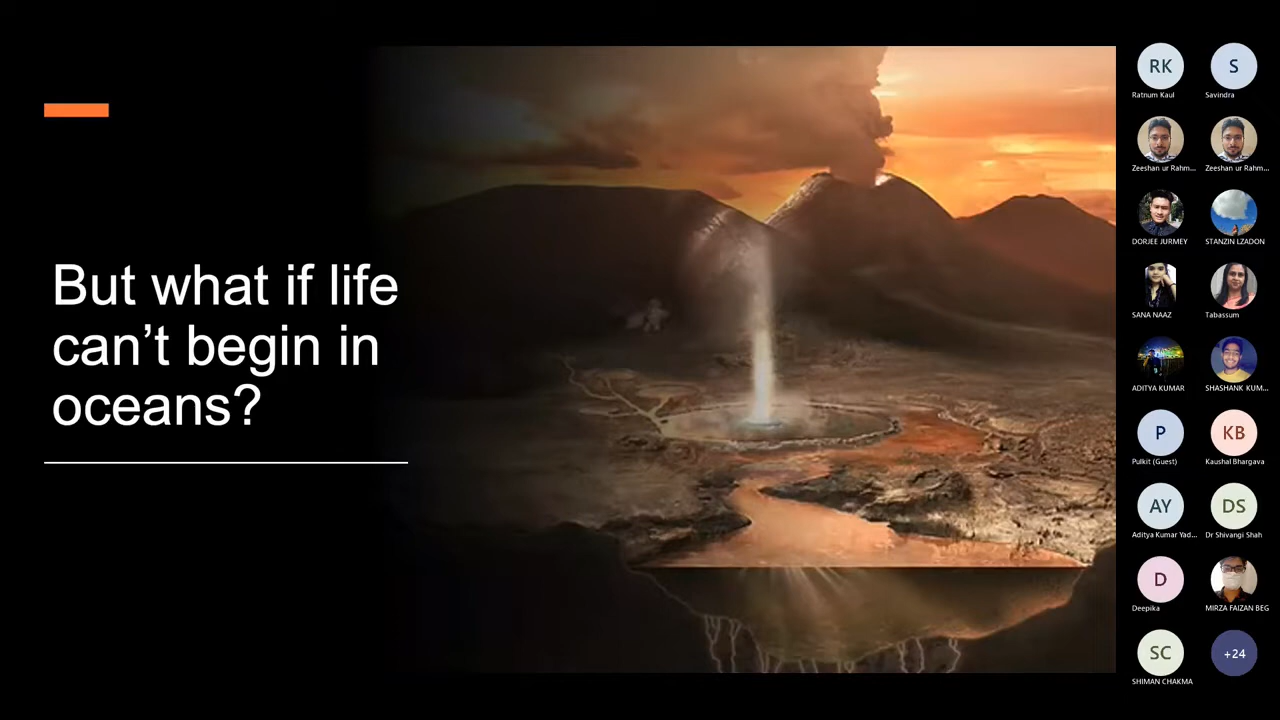 But what if life
can’t begin in
oceans?
RK
S
Ratnum Kaul
Savindra
Zeeshan ur Rahm...
Zeeshan ur Rahm...
DORJEE JURMEY
STANZIN LZADON
SANA NAAZ
Tabassum
ADITYA KUMAR
SHASHANK KUM...
P
KB
Pulkit (Guest)
Kaushal Bhargava
AY
DS
Aditya Kumar Yad...
Dr Shivangi Shah
D
Deepika
MIRZA FAIZAN BEG
SC
+24
SHIMAN CHAKMA